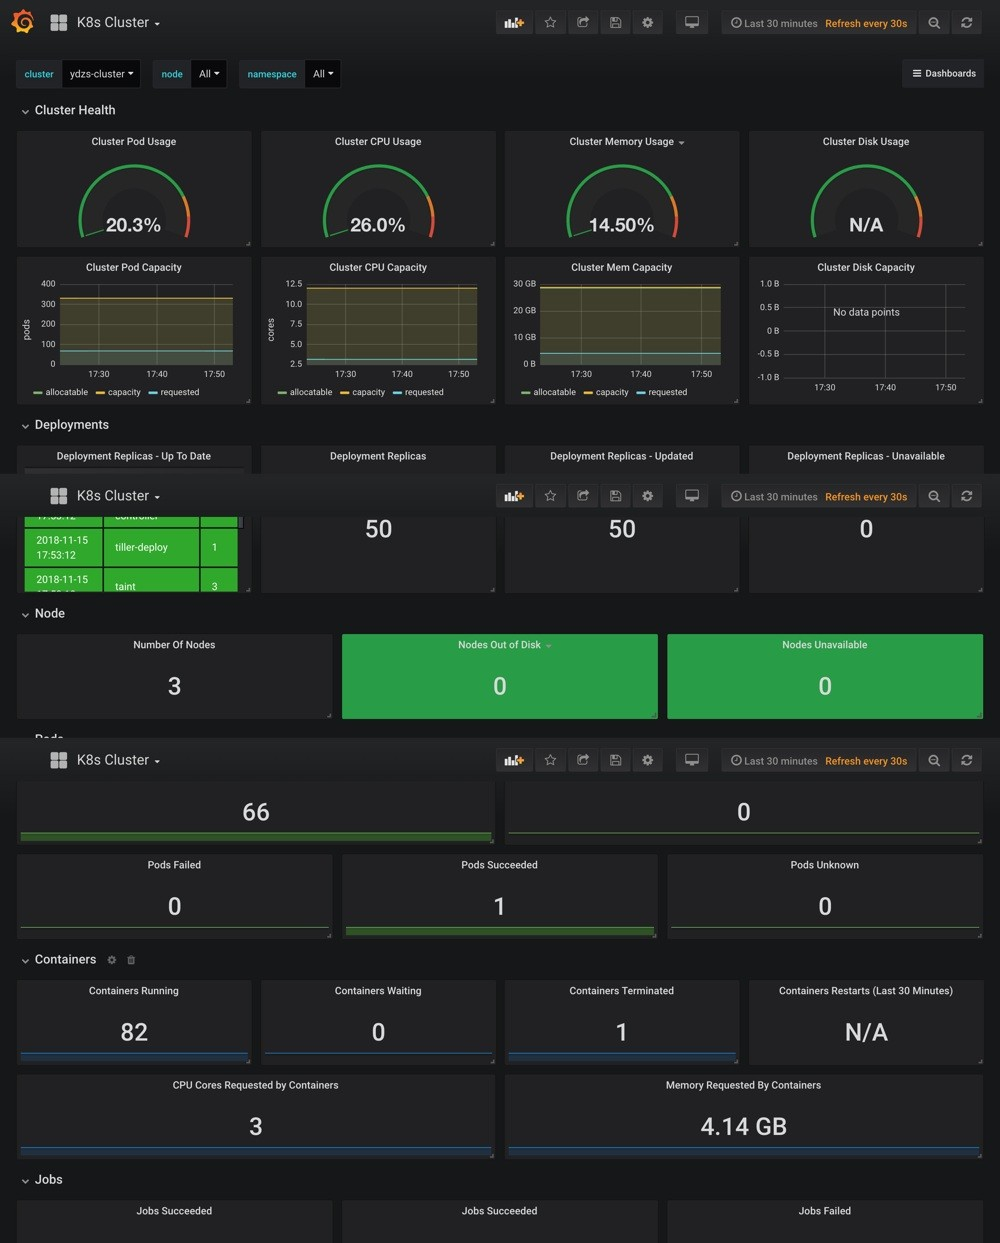 K8s Cluster
Last 30 minutes Refresh every 30s
cluster ydzs-cluster node All namespace All Dashboards
Cluster Health
Cluster Pod Usage
20.3%
Cluster CPU Usage
26.0%
Cluster Memory Usage
14.50%
Cluster Disk Usage
N/A
Cluster Pod Capacity
400
300
200
100
0
pods
17:30 17:40 17:50
allocatable capacity requested
Cluster CPU Capacity
12.5
10.0
7.5
5.0
2.5
cores
17:30 17:40 17:50
allocatable capacity requested
Cluster Mem Capacity
30 GB
20 GB
10 GB
0 B
17:30 17:40 17:50
allocatable capacity requested
Cluster Disk Capacity
1.0 B
0.5 B
0 B
-0.5 B
-1.0 B
No data points
17:30 17:40 17:50
Deployments
Deployment Replicas - Up To Date
Deployment Replicas
Deployment Replicas - Updated
Deployment Replicas - Unavailable
K8s Cluster
Last 30 minutes Refresh every 30s
17:53:12 controller
2018-11-15
17:53:12
tiller-deploy
1
2018-11-15
taint
3
50
50
0
Node
Number Of Nodes
3
Nodes Out of Disk
0
Nodes Unavailable
0
Pods
K8s Cluster
Last 30 minutes Refresh every 30s
66
0
Pods Failed
0
Pods Succeeded
1
Pods Unknown
0
Containers
Containers Running
82
Containers Waiting
0
Containers Terminated
1
Containers Restarts (Last 30 Minutes)
N/A
CPU Cores Requested by Containers
3
Memory Requested By Containers
4.14 GB
Jobs
Jobs Succeeded
Jobs Succeeded
Jobs Failed